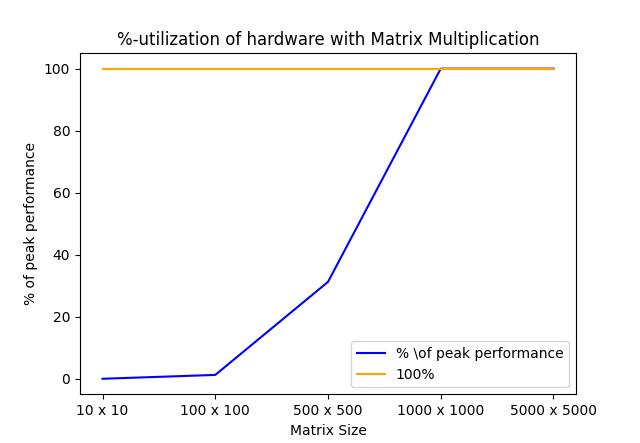 %-utilization of hardware with Matrix Multiplication
% of peak performance
100
80
60
40
20
0
% \of peak performance
100%
10 x 10
100 x 100
500 x 500
1000 x 1000
5000 x 5000
Matrix Size